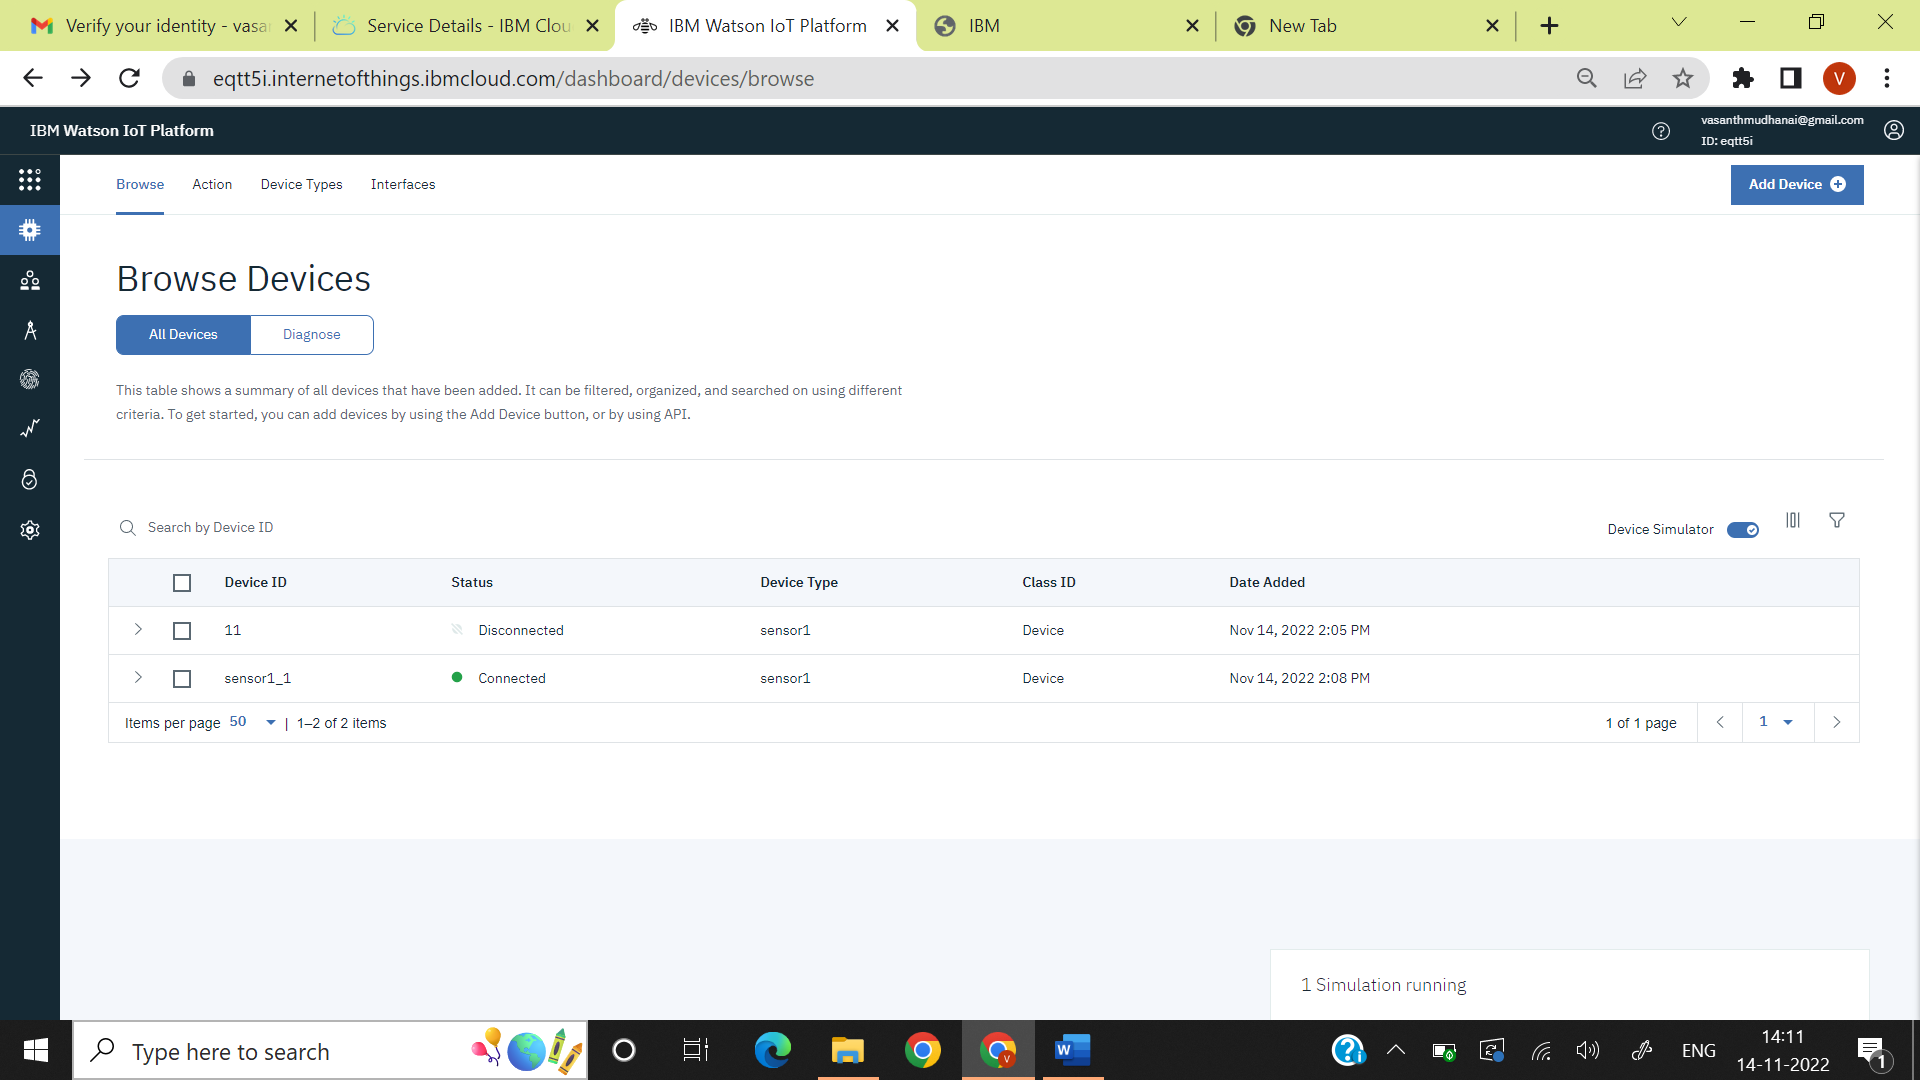 Verify your identity - vasa
Service Details - IBM Clou
IBM Watson IoT Platform
IBM
New Tab
eqtt5i.internetofthings.ibmcloud.com/dashboard/devices/browse
V
IBM Watson IoT Platform
vasanthmudhanai@gmail.com
ID: eqtt5i
Browse
Action
Device Types
Interfaces
Add Device
Browse Devices
All Devices
Diagnose
This table shows a summary of all devices that have been added. It can be filtered, organized, and searched on using different
criteria. To get started, you can add devices by using the Add Device button, or by using API.
Search by Device ID
Device Simulator
Device ID Status Device Type Class ID Date Added
11 Disconnected sensor1 Device Nov 14, 2022 2:05 PM
sensor1_1 Connected sensor1 Device Nov 14, 2022 2:08 PM
Items per page 50 | 1–2 of 2 items
1 of 1 page
1
1 Simulation running
Type here to search
V
W
ENG
14:11
14-11-2022
1